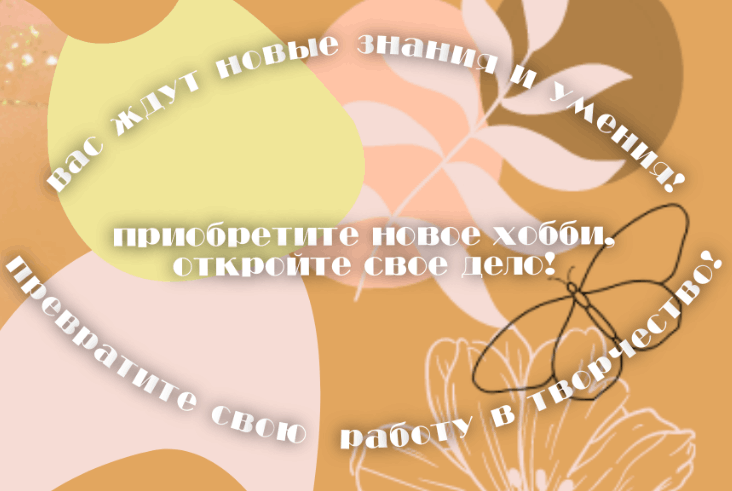 вас ждут новые знания и умения!
приобретите новое хобби,
откройте свое дело!
превратите свою работу в творчество!